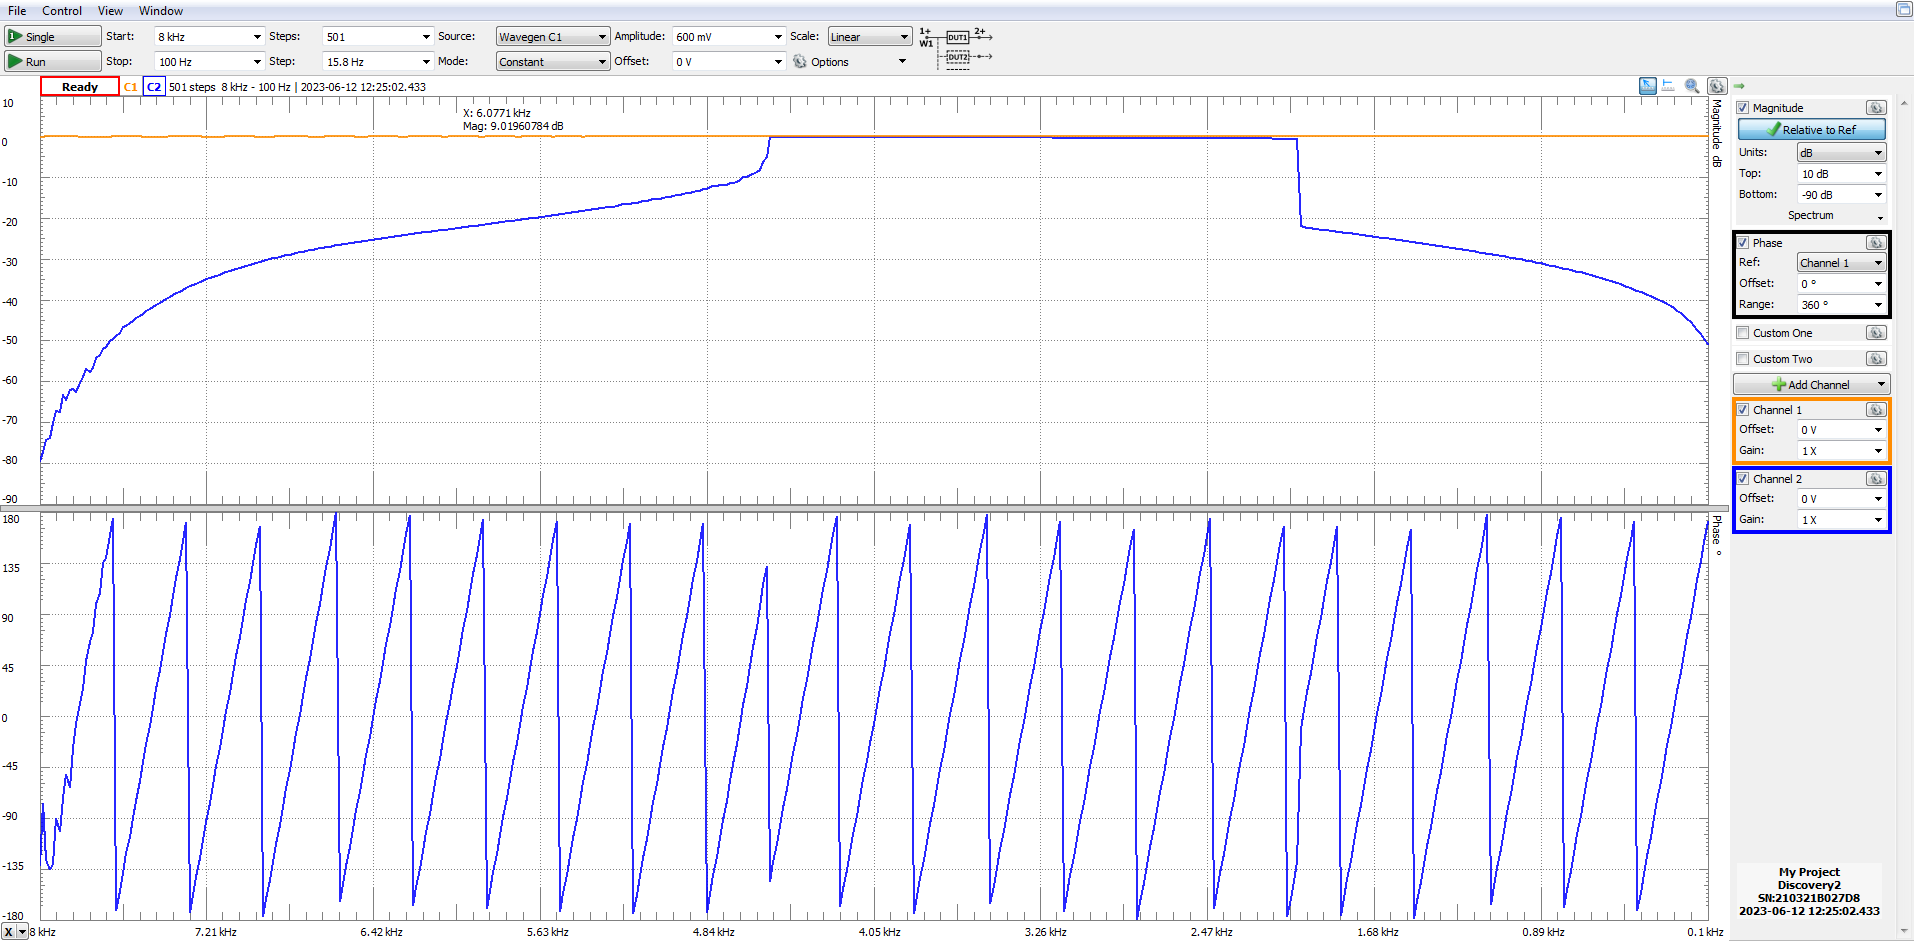 File Control View Window
Single Start: 8 kHz Steps: 501 Source: Wavegen C1 Amplitude: 600 mV Scale: Linear 1+ W1 DUT1 2+
Run Stop: 100 Hz Step: 15.8 Hz Mode: Constant Offset: 0 V Options DUT2
Ready C1 C2 501 steps 8 kHz - 100 Hz | 2023-06-12 12:25:02.433
X: 6.0771 kHz
Mag: 9.01960784 dB
10
0
-10
-20
-30
-40
-50
-60
-70
-80
-90
Magnitude dB
180
135
90
45
0
-45
-90
-135
-180
Phase °
X 8 kHz 7.21 kHz 6.42 kHz 5.63 kHz 4.84 kHz 4.05 kHz 3.26 kHz 2.47 kHz 1.68 kHz 0.89 kHz 0.1 kHz
Magnitude
Relative to Ref
Units: dB
Top: 10 dB
Bottom: -90 dB
Spectrum
Phase
Ref: Channel 1
Offset: 0 °
Range: 360 °
Custom One
Custom Two
Add Channel
Channel 1
Offset: 0 V
Gain: 1 X
Channel 2
Offset: 0 V
Gain: 1 X
My Project
Discovery2
SN:210321B027D8
2023-06-12 12:25:02.433